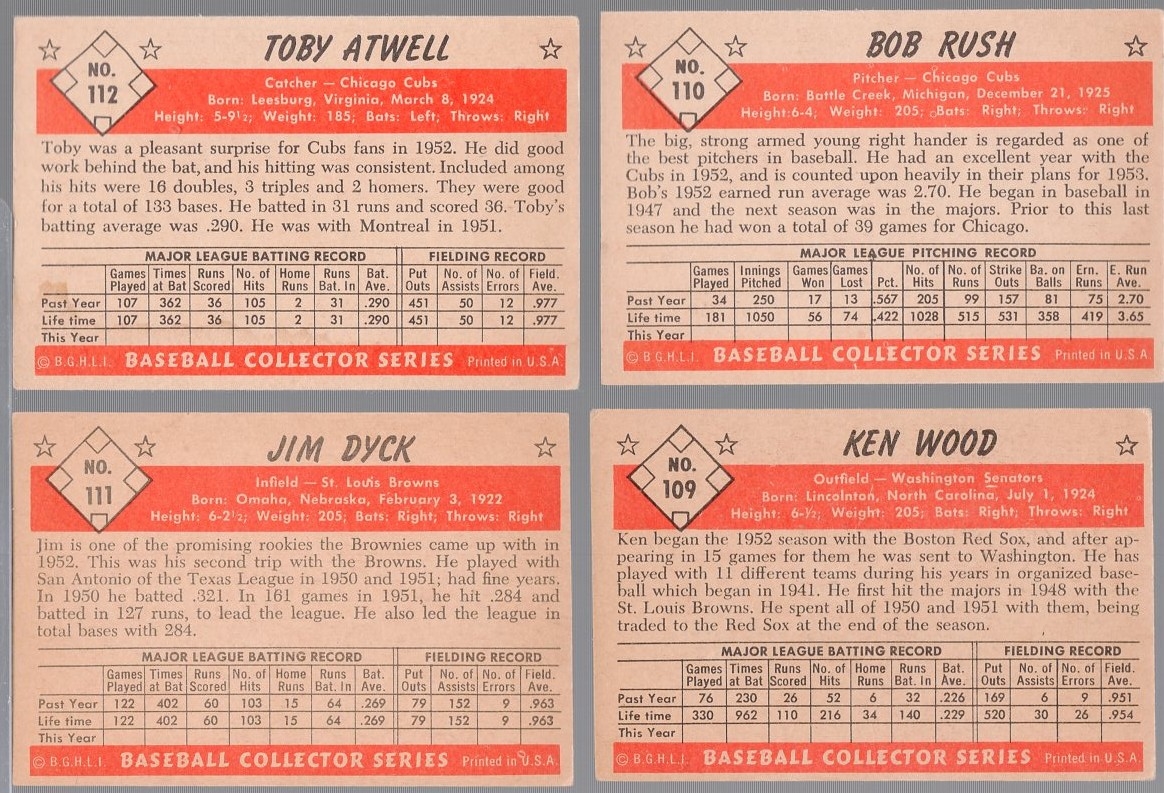 TOBY ATWELL
NO.
112
Catcher — Chicago Cubs
Born: Leesburg, Virginia, March 8, 1924
Height: 5-9½; Weight: 185; Bats: Left; Throws: Right
Toby was a pleasant surprise for Cubs fans in 1952. He did good
work behind the bat, and his hitting was consistent. Included among
his hits were 16 doubles, 3 triples and 2 homers. They were good
for a total of 133 bases. He batted in 31 runs and scored 36. Toby's
batting average was .290. He was with Montreal in 1951.
MAJOR LEAGUE BATTING RECORD FIELDING RECORD
Games Times Runs No. of Home Runs Bat. Put No. of No. of Field.
Played at Bat Scored Hits Runs Bat. In Ave. Outs Assists Errors Ave.
Past Year 107 362 36 105 2 31 .290 451 50 12 .977
Life time 107 362 36 105 2 31 .290 451 50 12 .977
This Year
© B.G.H.L.I. BASEBALL COLLECTOR SERIES Printed in U.S.A.
BOB RUSH
NO.
110
Pitcher — Chicago Cubs
Born: Battle Creek, Michigan, December 21, 1925
Height: 6-4; Weight: 205; Bats: Right; Throws: Right
The big, strong armed young right hander is regarded as one of
the best pitchers in baseball. He had an excellent year with the
Cubs in 1952, and is counted upon heavily in their plans for 1953.
Bob's 1952 earned run average was 2.70. He began in baseball in
1947 and the next season was in the majors. Prior to this last
season he had won a total of 39 games for Chicago.
MAJOR LEAGUE PITCHING RECORD
Games Innings Games Games No. of No. of Strike Ba. on Ern. E. Run
Played Pitched Won Lost Pct. Hits Runs Outs Balls Runs Ave.
Past Year 34 250 17 13 .567 205 99 157 81 75 2.70
Life time 181 1050 56 74 .422 1028 515 531 358 419 3.65
This Year
© B.G.H.L.I. BASEBALL COLLECTOR SERIES Printed in U.S.A.
JIM DYCK
NO.
111
Infield — St. Louis Browns
Born: Omaha, Nebraska, February 3, 1922
Height: 6-2½; Weight: 205; Bats: Right; Throws: Right
Jim is one of the promising rookies the Brownies came up with in
1952. This was his second trip with the Browns. He played with
San Antonio of the Texas League in 1950 and 1951; had fine years.
In 1950 he batted .321. In 161 games in 1951, he hit .284 and
batted in 127 runs, to lead the league. He also led the league in
total bases with 284.
MAJOR LEAGUE BATTING RECORD FIELDING RECORD
Games Times Runs No. of Home Runs Bat. Put No. of No. of Field.
Played at Bat Scored Hits Runs Bat. In Ave. Outs Assists Errors Ave.
Past Year 122 402 60 103 15 64 .269 79 152 9 .963
Life time 122 402 60 103 15 64 .269 79 152 9 .963
This Year
© B.G.H.L.I. BASEBALL COLLECTOR SERIES Printed in U.S.A.
KEN WOOD
NO.
109
Outfield — Washington Senators
Born: Lincolnton, North Carolina, July 1, 1924
Height: 6-½; Weight: 205; Bats: Right; Throws: Right
Ken began the 1952 season with the Boston Red Sox, and after ap-
pearing in 15 games for them he was sent to Washington. He has
played with 11 different teams during his years in organized base-
ball which began in 1941. He first hit the majors in 1948 with the
St. Louis Browns. He spent all of 1950 and 1951 with them, being
traded to the Red Sox at the end of the season.
MAJOR LEAGUE BATTING RECORD FIELDING RECORD
Games Times Runs No. of Home Runs Bat. Put No. of No. of Field.
Played at Bat Scored Hits Runs Bat. In Ave. Outs Assists Errors Ave.
Past Year 76 230 26 52 6 32 .226 169 6 9 .951
Life time 330 962 110 216 34 140 .229 520 30 26 .954
This Year
© B.G.H.L.I. BASEBALL COLLECTOR SERIES Printed in U.S.A.